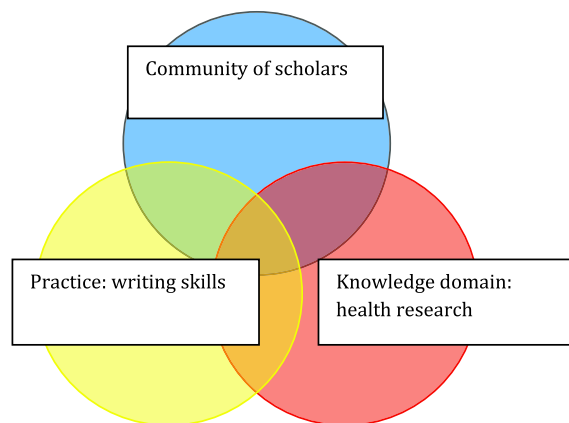 Community of scholars
Practice: writing skills
Knowledge domain:
health research